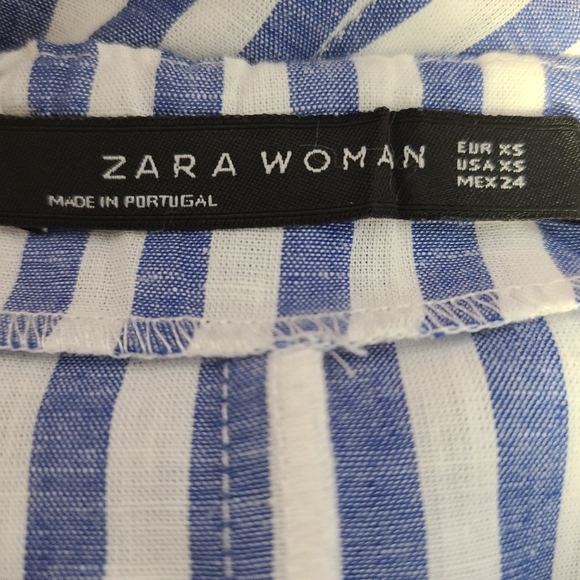 ZARA WOMAN
MADE IN PORTUGAL
EUR XS
USA XS
MEX 24